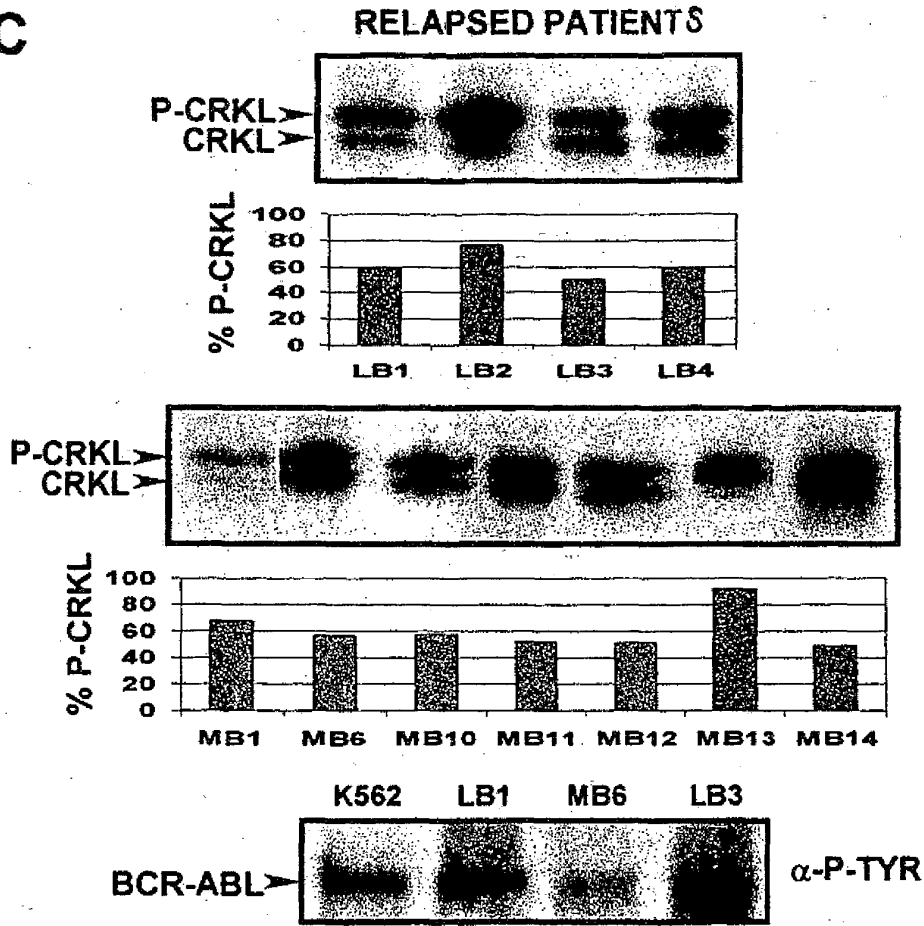 C
RELAPSED PATIENTS
P-CRKL
CRKL
% P-CRKL
100
80
60
40
20
0
LB1 LB2 LB3 LB4
P-CRKL
CRKL
% P-CRKL
100
80
60
40
20
0
MB1 MB6 MB10 MB11 MB12 MB13 MB14
K562 LB1 MB6 LB3
BCR-ABL α-P-TYR